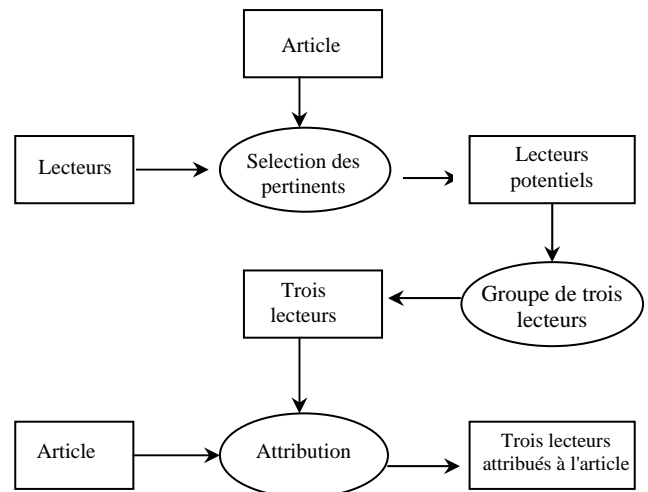 Article
Lecteurs
Selection des
pertinents
Lecteurs
potentiels
Groupe de trois
lecteurs
Trois
lecteurs
Article
Attribution
Trois lecteurs
attribués à l'article